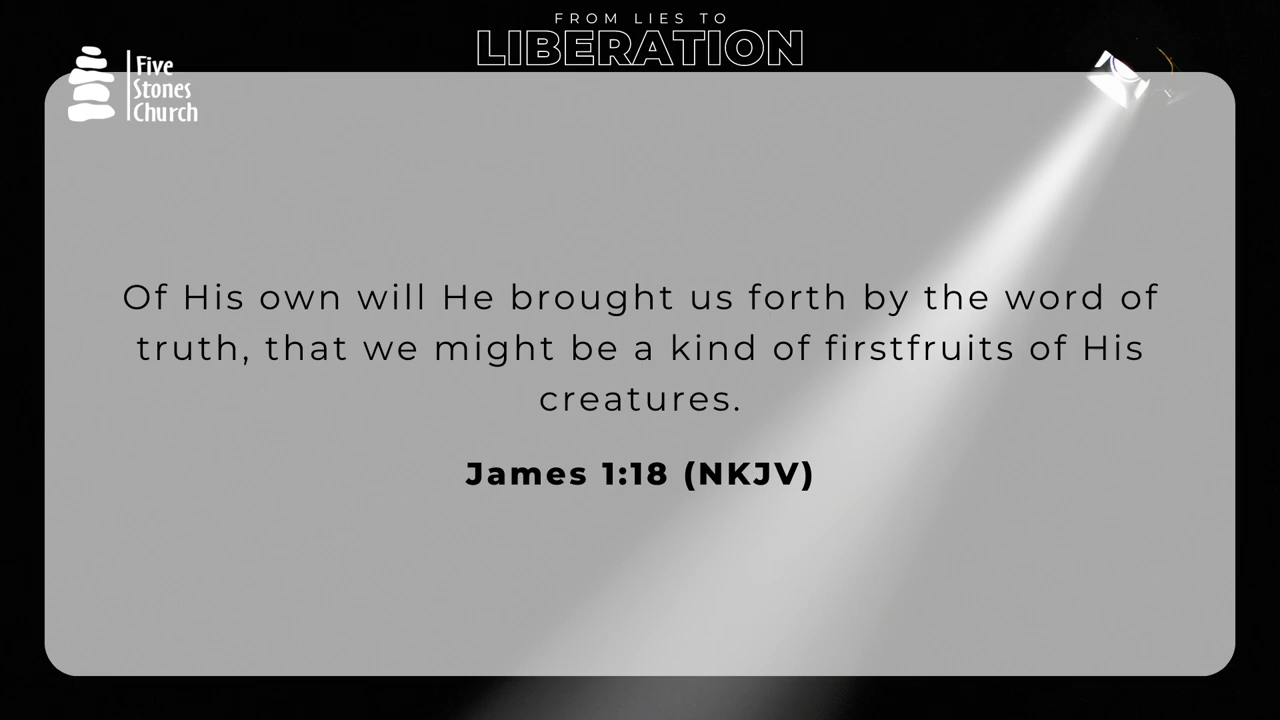 FROM LIES TO
LIBERATION
Five
Stones
Church
Of His own will He brought us forth by the word of
truth, that we might be a kind of firstfruits of His
creatures.
James 1:18 (NKJV)